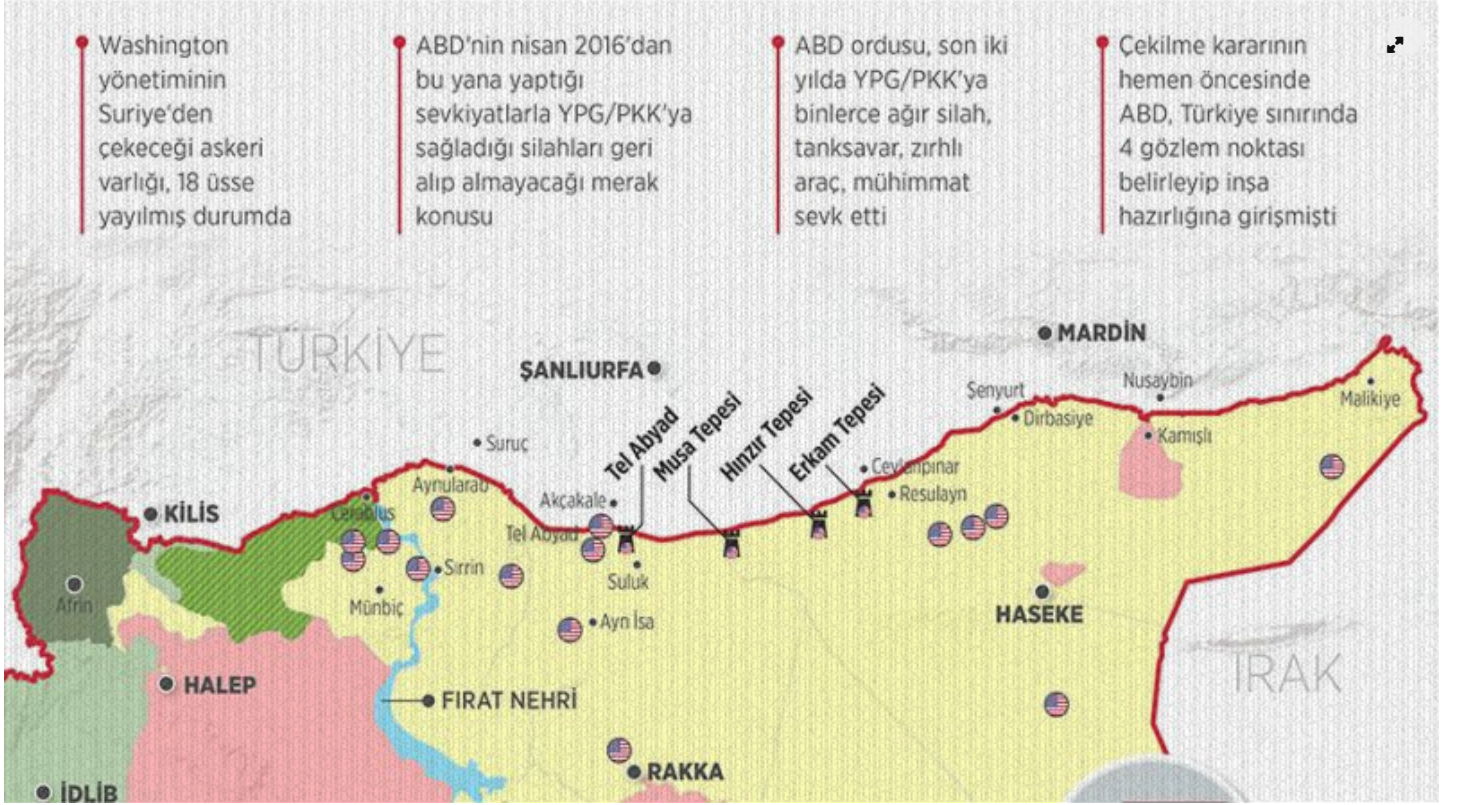 Washington
yönetiminin
Suriye'den
çekeceği askeri
varlığı, 18 üsse
yayılmış durumda
ABD'nin nisan 2016'dan
bu yana yaptığı
sevkiyatlarla YPG/PKK'ya
sağladığı silahları geri
alıp almayacağı merak
konusu
ABD ordusu, son iki
yılda YPG/PKK'ya
binlerce ağır silah,
tanksavar, zırhlı
araç, mühimmat
sevk etti
Çekilme kararının
hemen öncesinde
ABD, Türkiye sınırında
4 gözlem noktası
belirleyip inşa
hazırlığına girişmişti
TÜRKİYE
MARDİN
ŞANLIURFA
Şenyurt
Nusaybin
Malikiye
Dirbasiye
Kamışlı
Suruç
Tel Abyad
Musa Tepesi
Hınzır Tepesi
Erkam Tepesi
Ceylanpınar
Resulayn
Aynularab
Akçakale
KİLİS
Cerablus
Tel Abyad
Sırrin
Suluk
Afrin
Münbiç
Ayn İsa
HASEKE
IRAK
HALEP
FIRAT NEHRİ
RAKKA
İDLİB